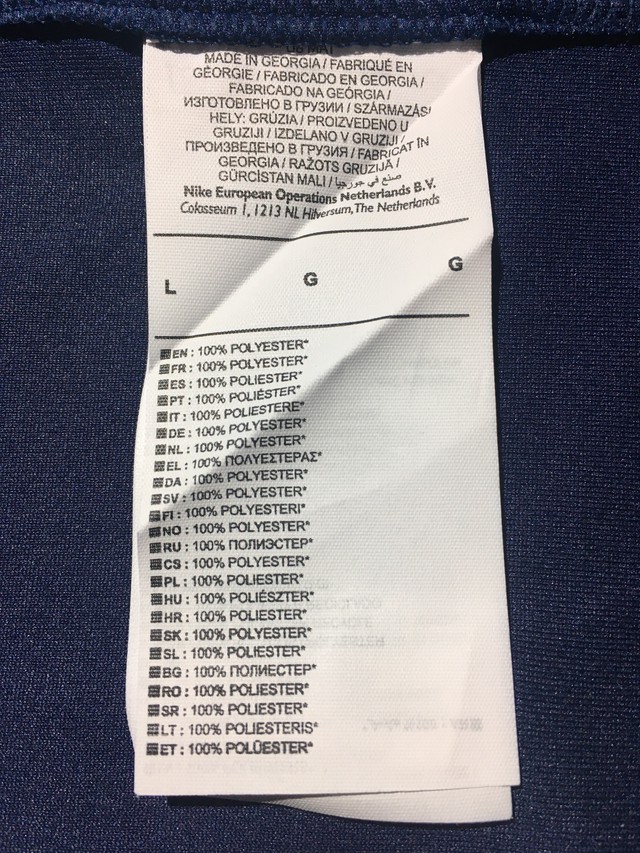 MADE IN GEORGIA / FABRIQUÉ EN
GÉORGIE / FABRICADO EN GEORGIA /
FABRICADO NA GEÓRGIA /
ИЗГОТОВЛЕНО В ГРУЗИИ / SZÁRMAZÁSI
HELY: GRÚZIA / PROIZVEDENO U
GRUZIJI / IZDELANO V GRUZIJI /
ПРОИЗВЕДЕНО В ГРУЗИЯ / FABRICAT ÎN
GEORGIA / RAŽOTS GRUZIJĀ /
GÜRCİSTAN MALI / صنع في جورجيا
Nike European Operations Netherlands B.V.
Colosseum 1, 1213 NL Hilversum, The Netherlands
L G G
EN : 100% POLYESTER*
FR : 100% POLYESTER*
ES : 100% POLIESTER*
PT : 100% POLIÉSTER*
IT : 100% POLIESTERE*
DE : 100% POLYESTER*
NL : 100% POLYESTER*
EL : 100% ΠΟΛΥΕΣΤΕΡΑΣ*
DA : 100% POLYESTER*
SV : 100% POLYESTER*
FI : 100% POLYESTERI*
NO : 100% POLYESTER*
RU : 100% ПОЛИЭСТЕР*
CS : 100% POLYESTER*
PL : 100% POLIESTER*
HU : 100% POLIÉSZTER*
HR : 100% POLIESTER*
SK : 100% POLYESTER*
SL : 100% POLIESTER*
BG : 100% ПОЛИЕСТЕР*
RO : 100% POLIESTER*
SR : 100% POLIESTER*
LT : 100% POLIESTERIS*
ET : 100% POLÜESTER*